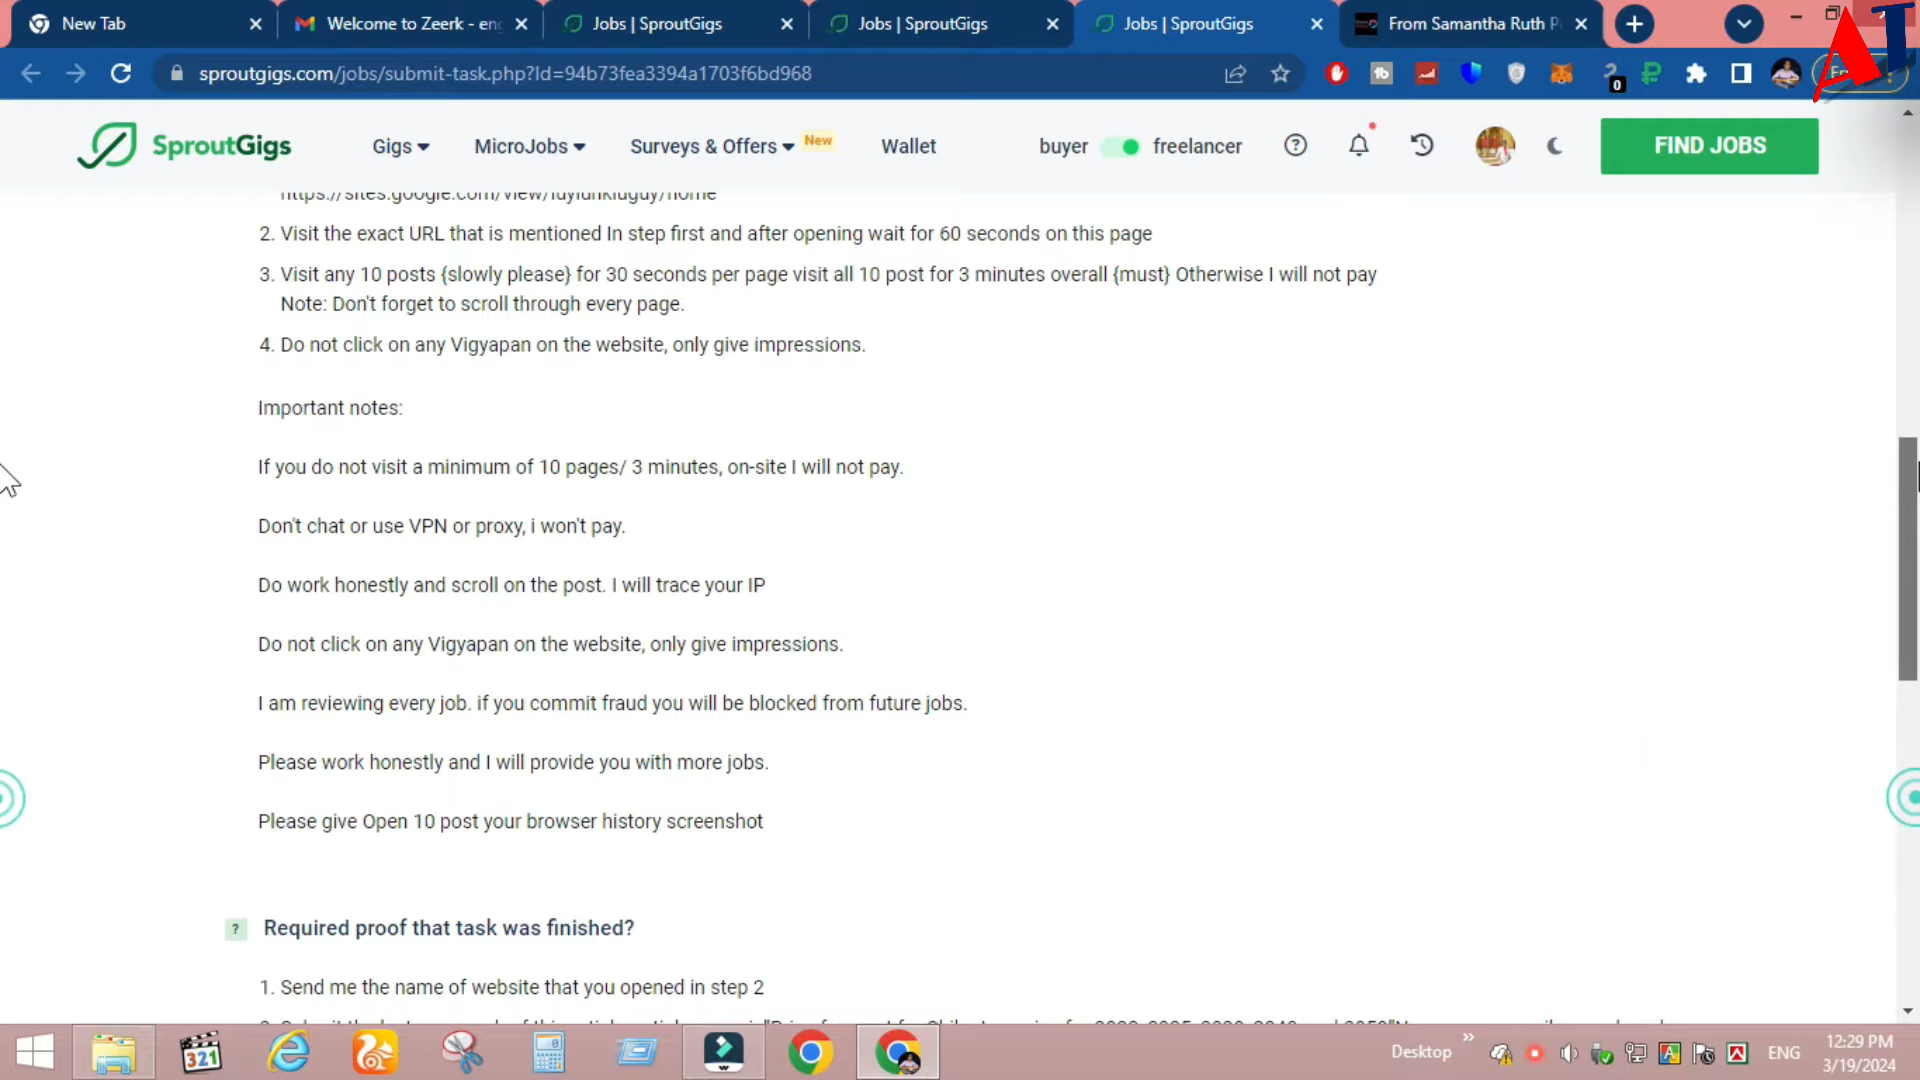 New Tab
Welcome to Zeerk - en
Jobs | SproutGigs
Jobs | SproutGigs
Jobs | SproutGigs
From Samantha Ruth P
AT
sproutgigs.com/jobs/submit-task.php?Id=94b73fea3394a1703f6bd968
0
SproutGigs
Gigs
MicroJobs
Surveys & Offers
New
Wallet
buyer
freelancer
FIND JOBS
2. Visit the exact URL that is mentioned In step first and after opening wait for 60 seconds on this page
3. Visit any 10 posts {slowly please} for 30 seconds per page visit all 10 post for 3 minutes overall {must} Otherwise I will not pay
Note: Don't forget to scroll through every page.
4. Do not click on any Vigyapan on the website, only give impressions.
Important notes:
If you do not visit a minimum of 10 pages/ 3 minutes, on-site I will not pay.
Don't chat or use VPN or proxy, i won't pay.
Do work honestly and scroll on the post. I will trace your IP
Do not click on any Vigyapan on the website, only give impressions.
I am reviewing every job. if you commit fraud you will be blocked from future jobs.
Please work honestly and I will provide you with more jobs.
Please give Open 10 post your browser history screenshot
? Required proof that task was finished?
1. Send me the name of website that you opened in step 2
321
Desktop
ENG
12:29 PM
3/19/2024